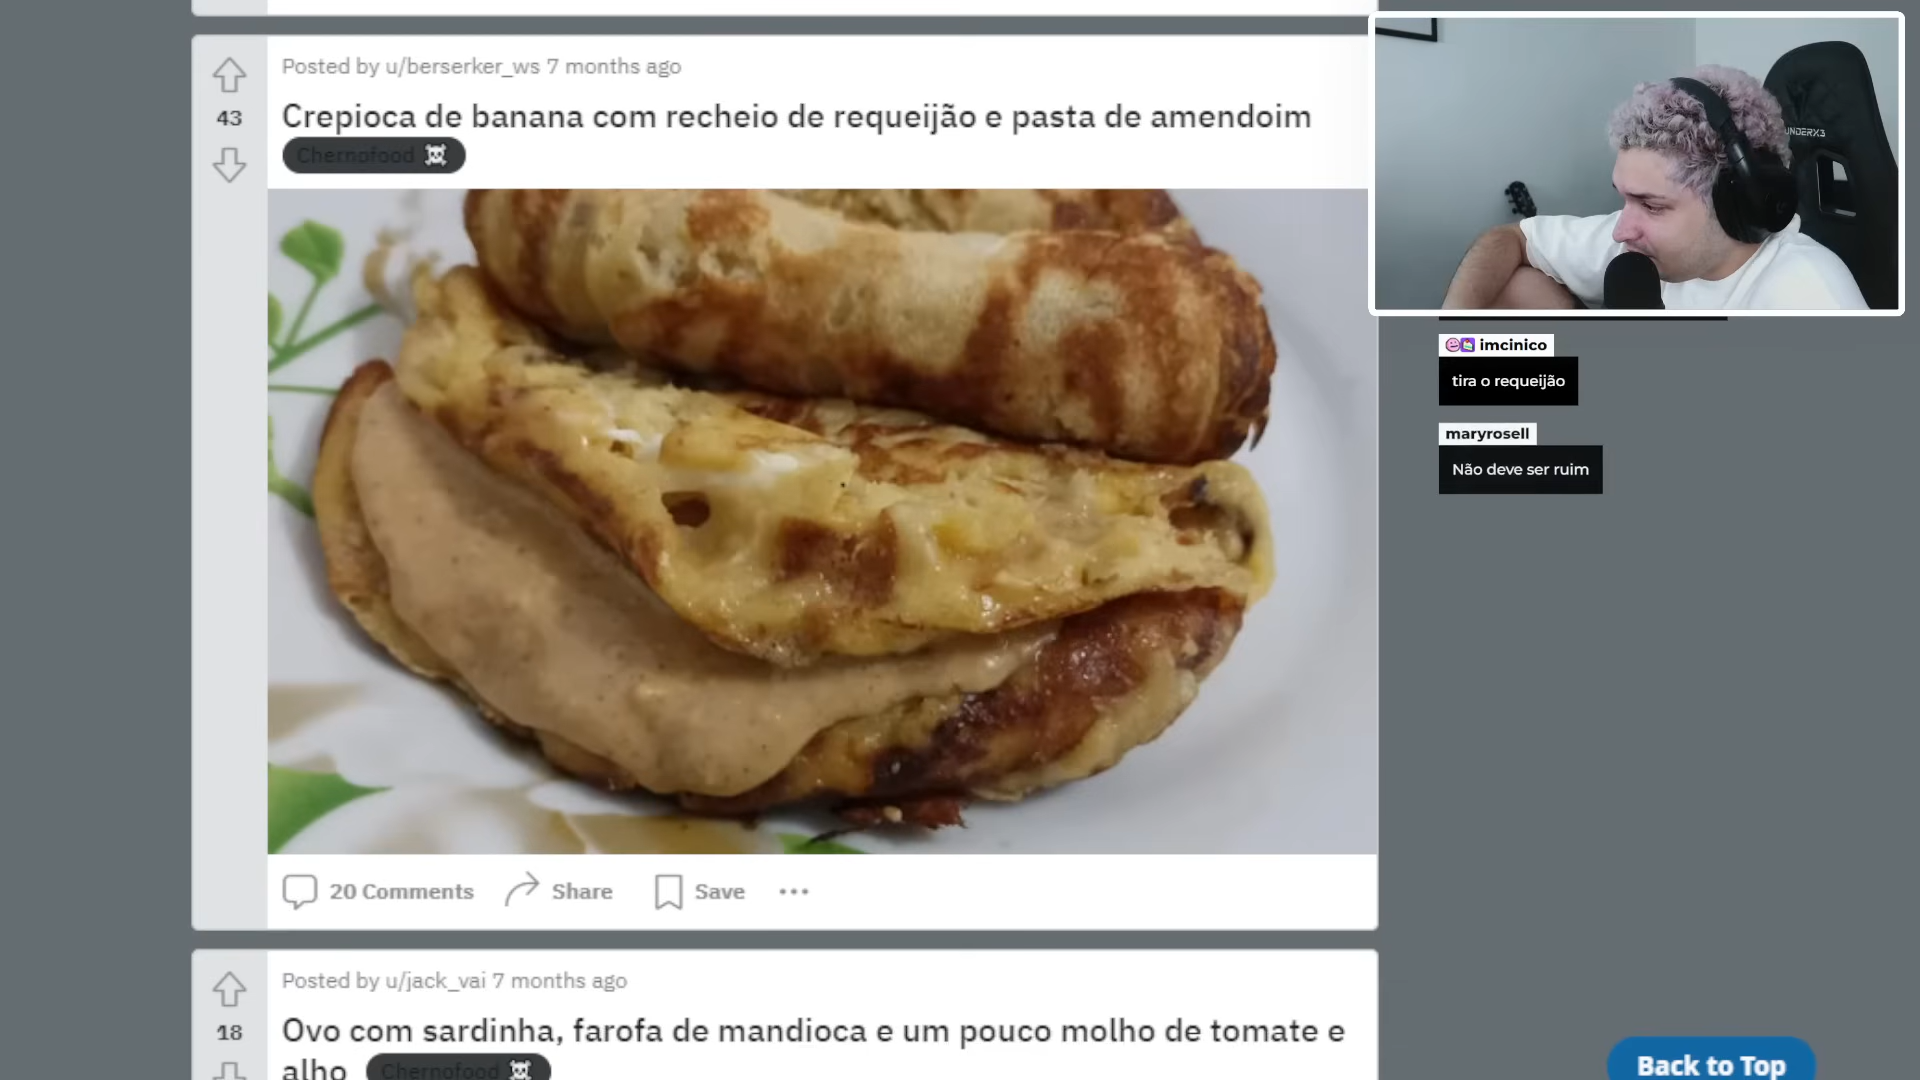 Posted by u/berserker_ws 7 months ago
43
Crepioca de banana com recheio de requeijão e pasta de amendoim
Chernofood
UNDERX3
imcinico
tira o requeijão
maryrosell
Não deve ser ruim
20 Comments
Share
Save
Posted by u/jack_vai 7 months ago
18
Ovo com sardinha, farofa de mandioca e um pouco molho de tomate e
alho
Chernofood
Back to Top